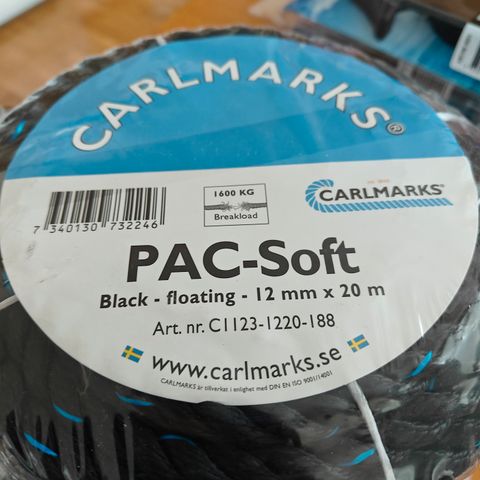 CARLMARKS®
1600 KG
Breakload
CARLMARKS®
7 340130 732246
PAC-Soft
Black - floating - 12 mm x 20 m
Art. nr. C1123-1220-188
www.carlmarks.se
CARLMARKS är tillverkat i enlighet med DIN EN ISO 9001/14001